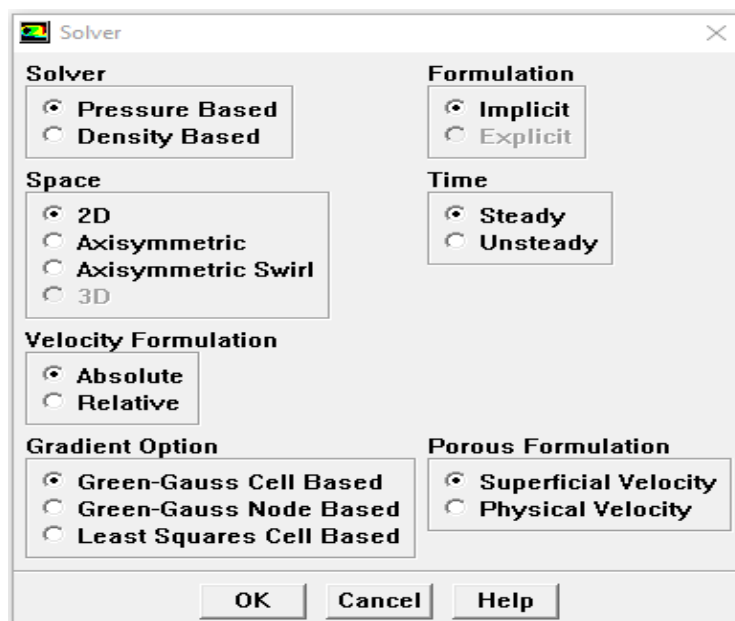 Solver
Solver
Pressure Based
Density Based
Formulation
Implicit
Explicit
Space
2D
Axisymmetric
Axisymmetric Swirl
3D
Time
Steady
Unsteady
Velocity Formulation
Absolute
Relative
Gradient Option
Green-Gauss Cell Based
Green-Gauss Node Based
Least Squares Cell Based
Porous Formulation
Superficial Velocity
Physical Velocity
OK
Cancel
Help